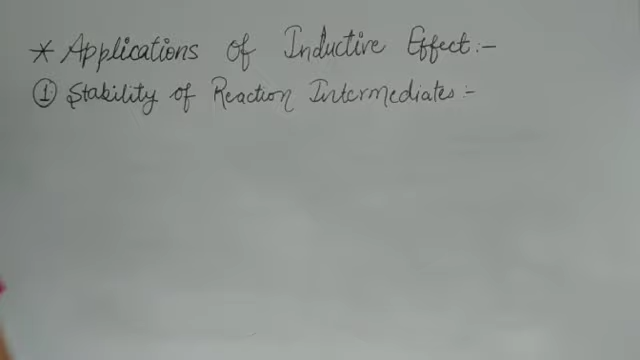 * Applications of Inductive Effect:-
① Stability of Reaction Intermediates:-